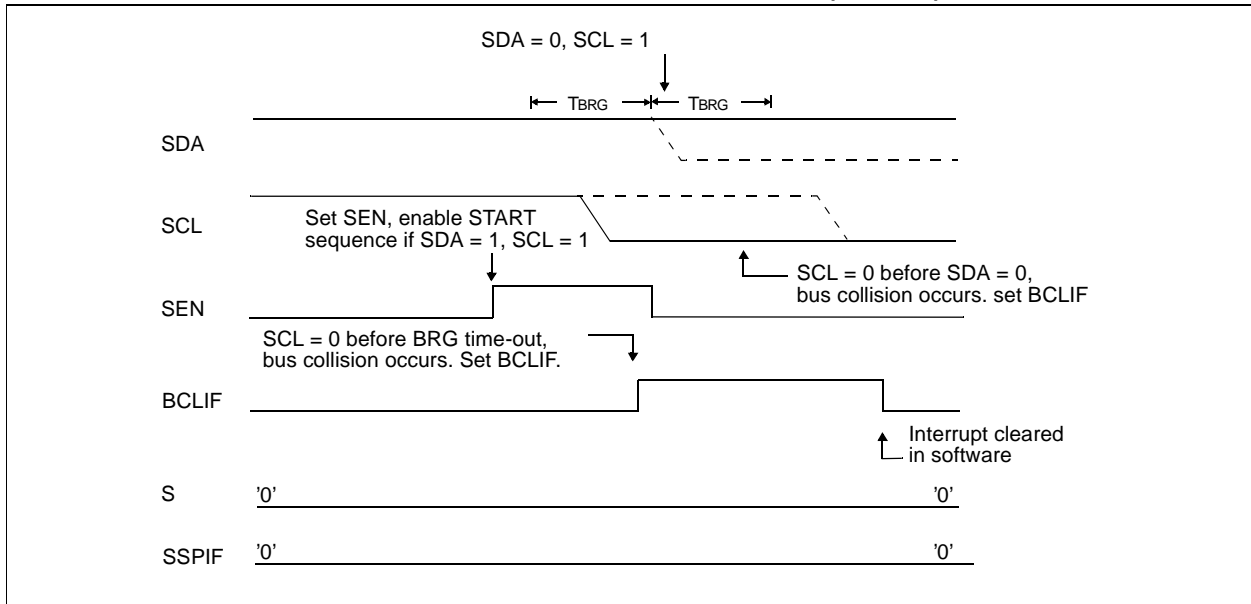 SDA = 0, SCL = 1
TBRG TBRG
SDA
SCL
Set SEN, enable START
sequence if SDA = 1, SCL = 1
SCL = 0 before SDA = 0,
bus collision occurs. set BCLIF
SEN
SCL = 0 before BRG time-out,
bus collision occurs. Set BCLIF.
BCLIF
Interrupt cleared
in software
S '0' '0'
SSPIF '0' '0'